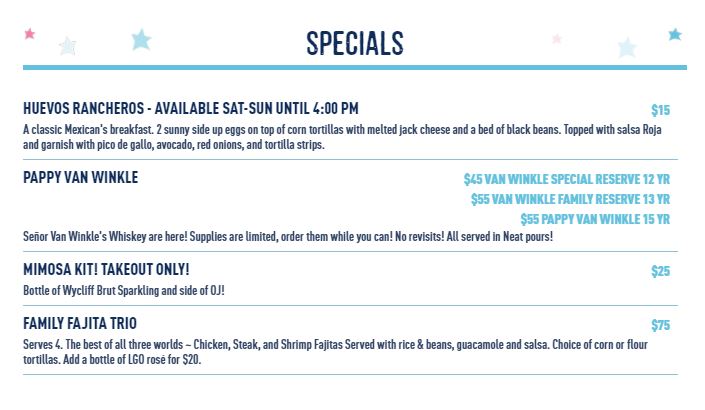 SPECIALS
HUEVOS RANCHEROS - AVAILABLE SAT-SUN UNTIL 4:00 PM $15
A classic Mexican's breakfast. 2 sunny side up eggs on top of corn tortillas with melted jack cheese and a bed of black beans. Topped with salsa Roja
and garnish with pico de gallo, avocado, red onions, and tortilla strips.
PAPPY VAN WINKLE $45 VAN WINKLE SPECIAL RESERVE 12 YR
$55 VAN WINKLE FAMILY RESERVE 13 YR
$55 PAPPY VAN WINKLE 15 YR
Señor Van Winkle's Whiskey are here! Supplies are limited, order them while you can! No revisits! All served in Neat pours!
MIMOSA KIT! TAKEOUT ONLY! $25
Bottle of Wycliff Brut Sparkling and side of OJ!
FAMILY FAJITA TRIO $75
Serves 4. The best of all three worlds ~ Chicken, Steak, and Shrimp Fajitas Served with rice & beans, guacamole and salsa. Choice of corn or flour
tortillas. Add a bottle of LGO rosé for $20.